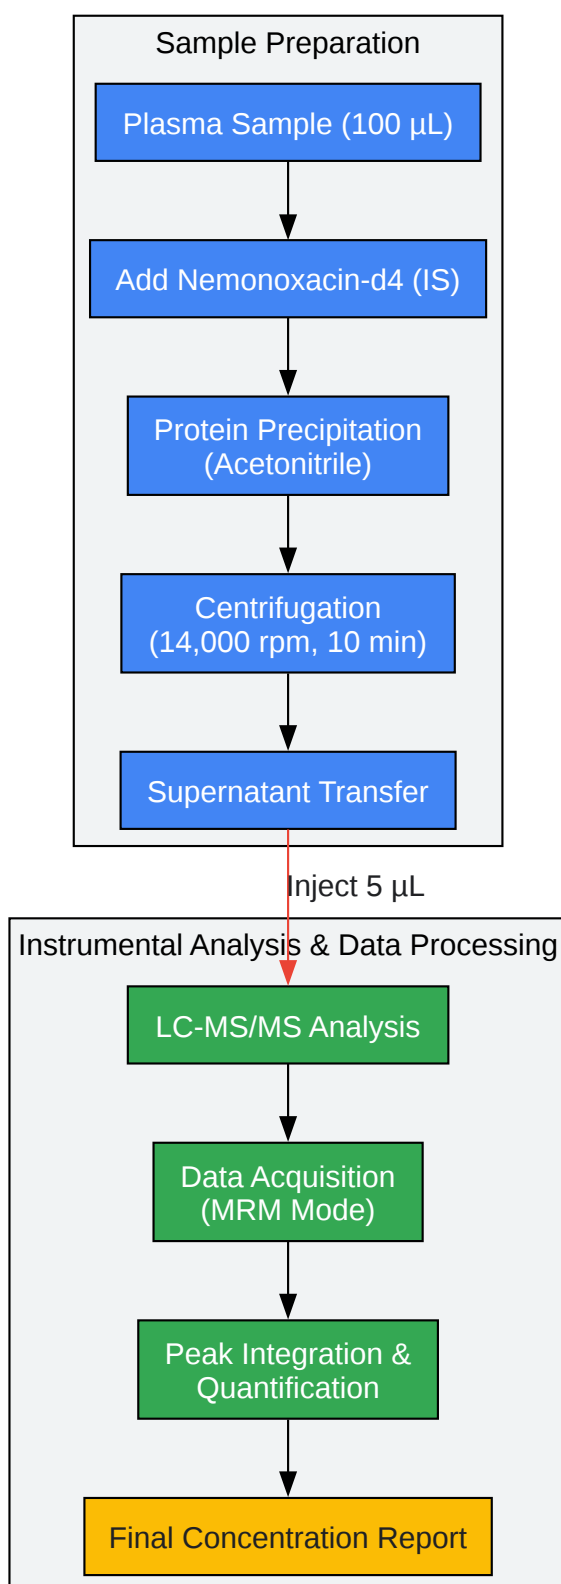 Sample Preparation
Plasma Sample (100 µL)
Add Nemonoxacin-d4 (IS)
Protein Precipitation
(Acetonitrile)
Centrifugation
(14,000 rpm, 10 min)
Supernatant Transfer
Inject 5 µL
Instrumental Analysis & Data Processing
LC-MS/MS Analysis
Data Acquisition
(MRM Mode)
Peak Integration &
Quantification
Final Concentration Report